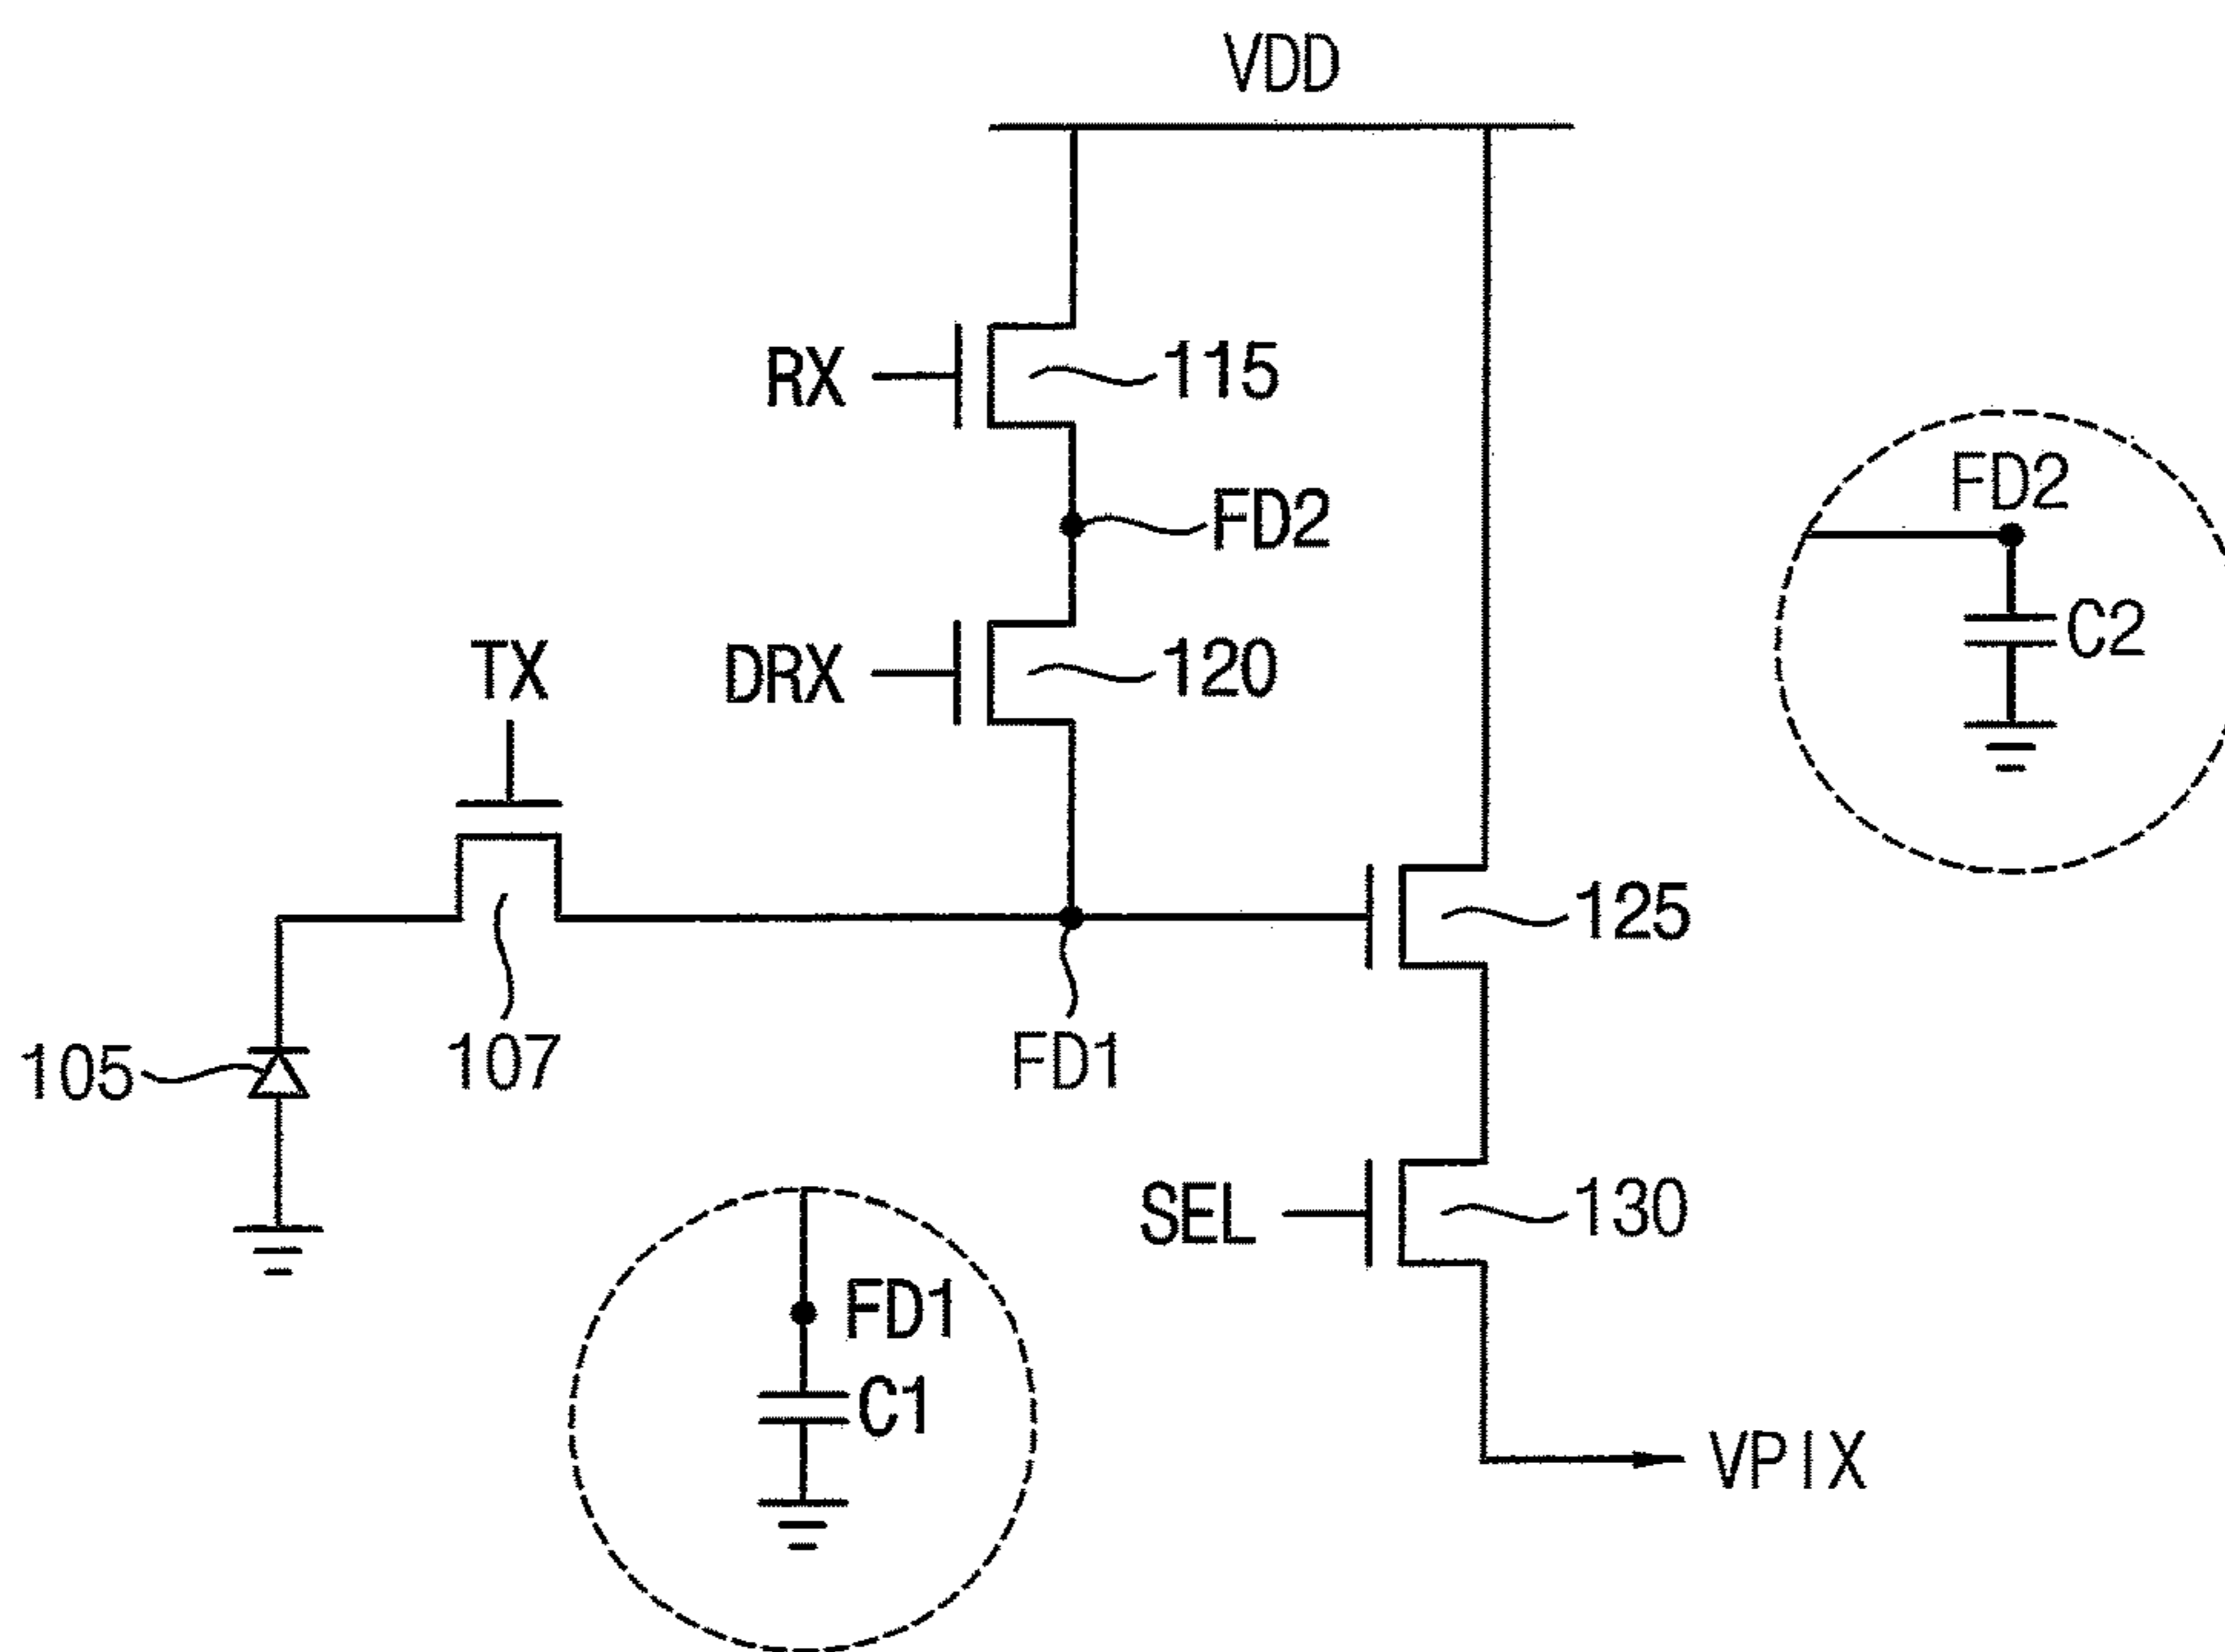 VDD
RX
115
FD2
FD2
C2
TX
DRX
120
125
105
107
FD1
SEL
130
FD1
C1
VPIX